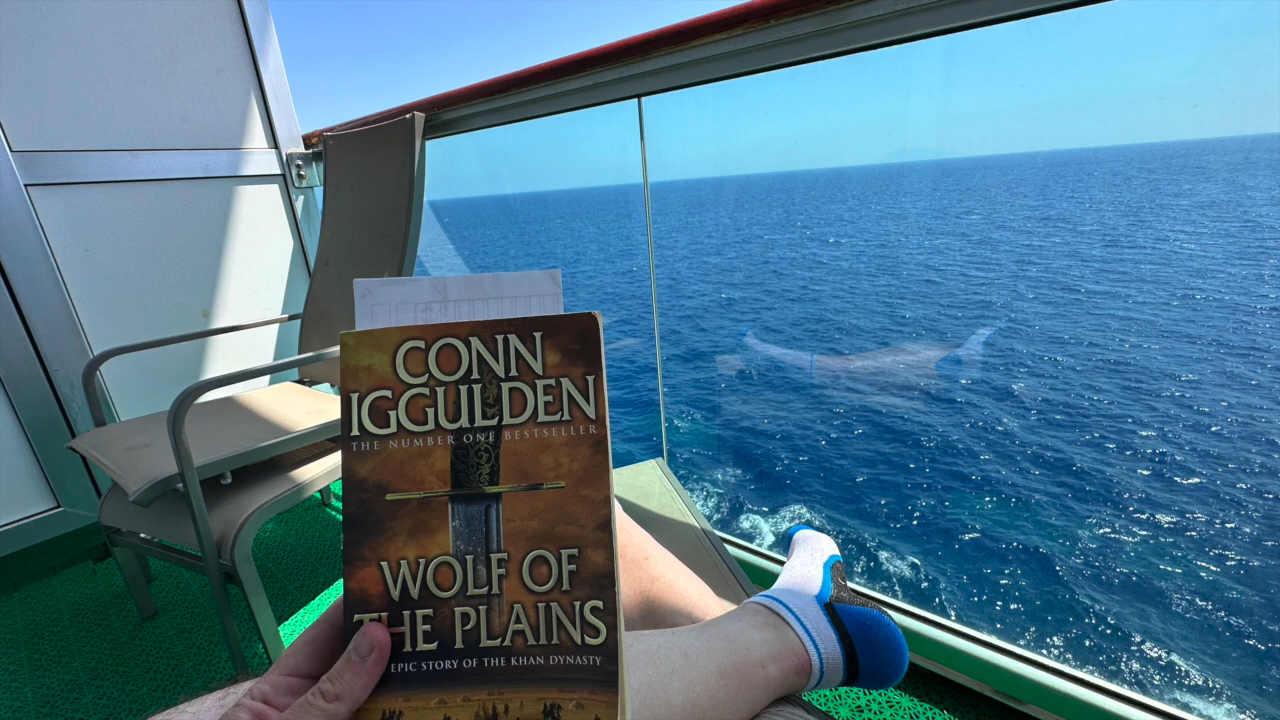 CONN
IGGULDEN
THE NUMBER ONE BESTSELLER
WOLF OF
THE PLAINS
EPIC STORY OF THE KHAN DYNASTY